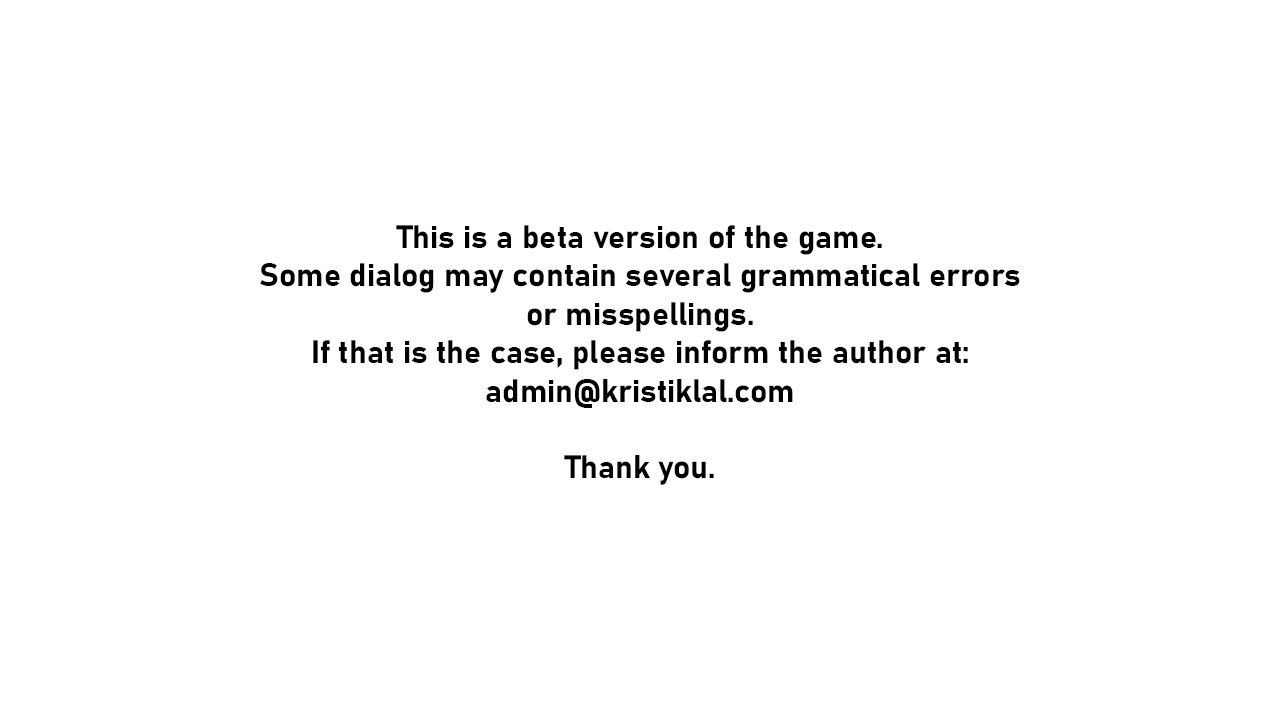 This is a beta version of the game.
Some dialog may contain several grammatical errors
or misspellings.
If that is the case, please inform the author at:
admin@kristiklal.com
Thank you.